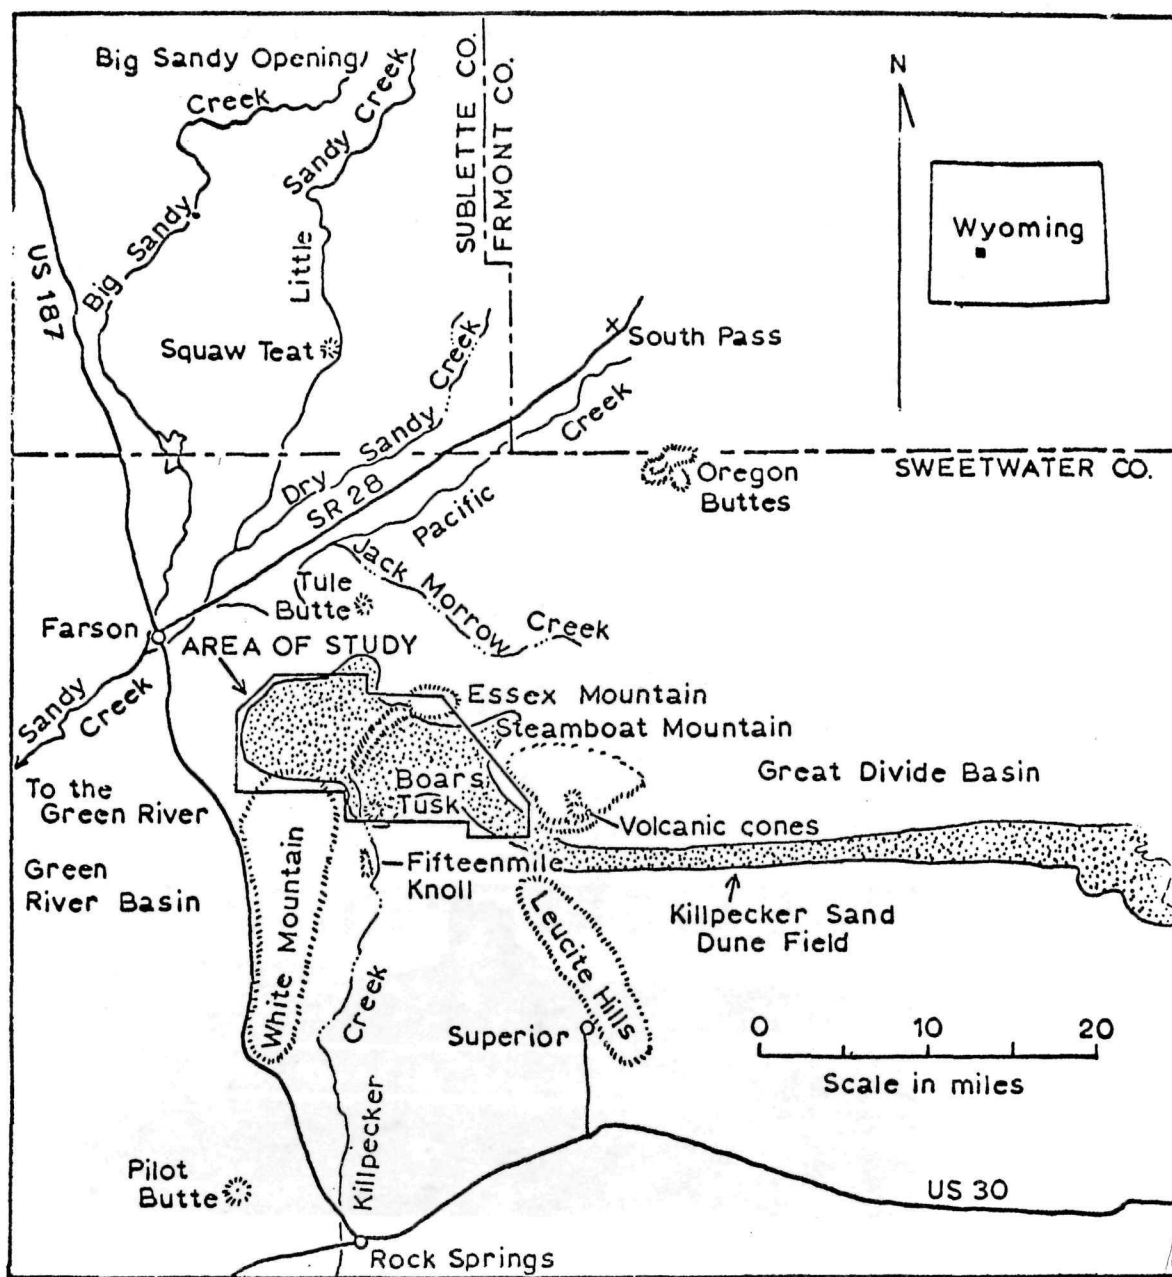 Big Sandy Opening
Creek
Sandy Creek
Little
Big Sandy
US 187
SUBLETTE CO.
FRMONT CO.
N
Wyoming
Squaw Teat
South Pass
Dry Sandy Creek
SR 28
Pacific Creek
Oregon
Buttes
SWEETWATER CO.
Jack Morrow Creek
Tule
Butte
Farson
AREA OF STUDY
Sandy
Creek
Essex Mountain
Steamboat Mountain
To the
Green River
Boars
Tusk
Great Divide Basin
Volcanic cones
Green
River Basin
Fifteenmile
Knoll
Killpecker Sand
Dune Field
White Mountain
Leucite Hills
Killpecker Creek
Superior
0 10 20
Scale in miles
Pilot
Butte
US 30
Rock Springs